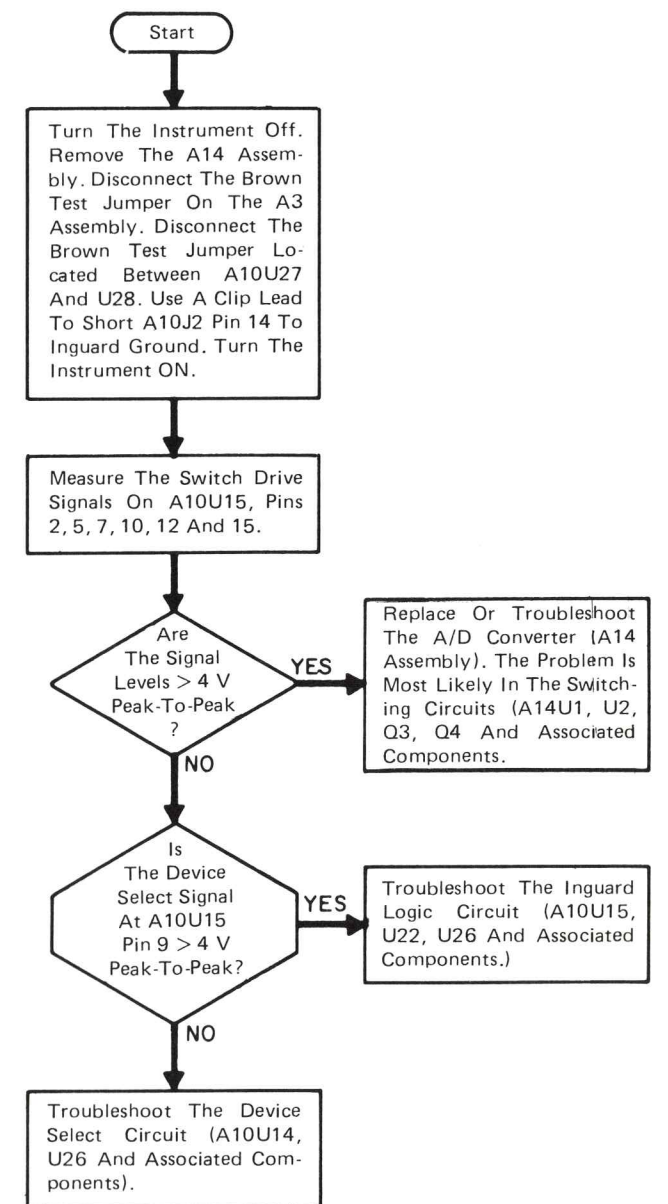 Start
Turn The Instrument Off.
Remove The A14 Assem-
bly. Disconnect The Brown
Test Jumper On The A3
Assembly. Disconnect The
Brown Test Jumper Lo-
cated Between A10U27
And U28. Use A Clip Lead
To Short A10J2 Pin 14 To
Inguard Ground. Turn The
Instrument ON.
Measure The Switch Drive
Signals On A10U15, Pins
2, 5, 7, 10, 12 And 15.
Are
The Signal
Levels > 4 V
Peak-To-Peak
?
YES
Replace Or Troubleshoot
The A/D Converter (A14
Assembly). The Problem Is
Most Likely In The Switch-
ing Circuits (A14U1, U2,
Q3, Q4 And Associated
Components.
NO
Is
The Device
Select Signal
At A10U15
Pin 9 > 4 V
Peak-To-Peak?
YES
Troubleshoot The Inguard
Logic Circuit (A10U15,
U22, U26 And Associated
Components.)
NO
Troubleshoot The Device
Select Circuit (A10U14,
U26 And Associated Com-
ponents).